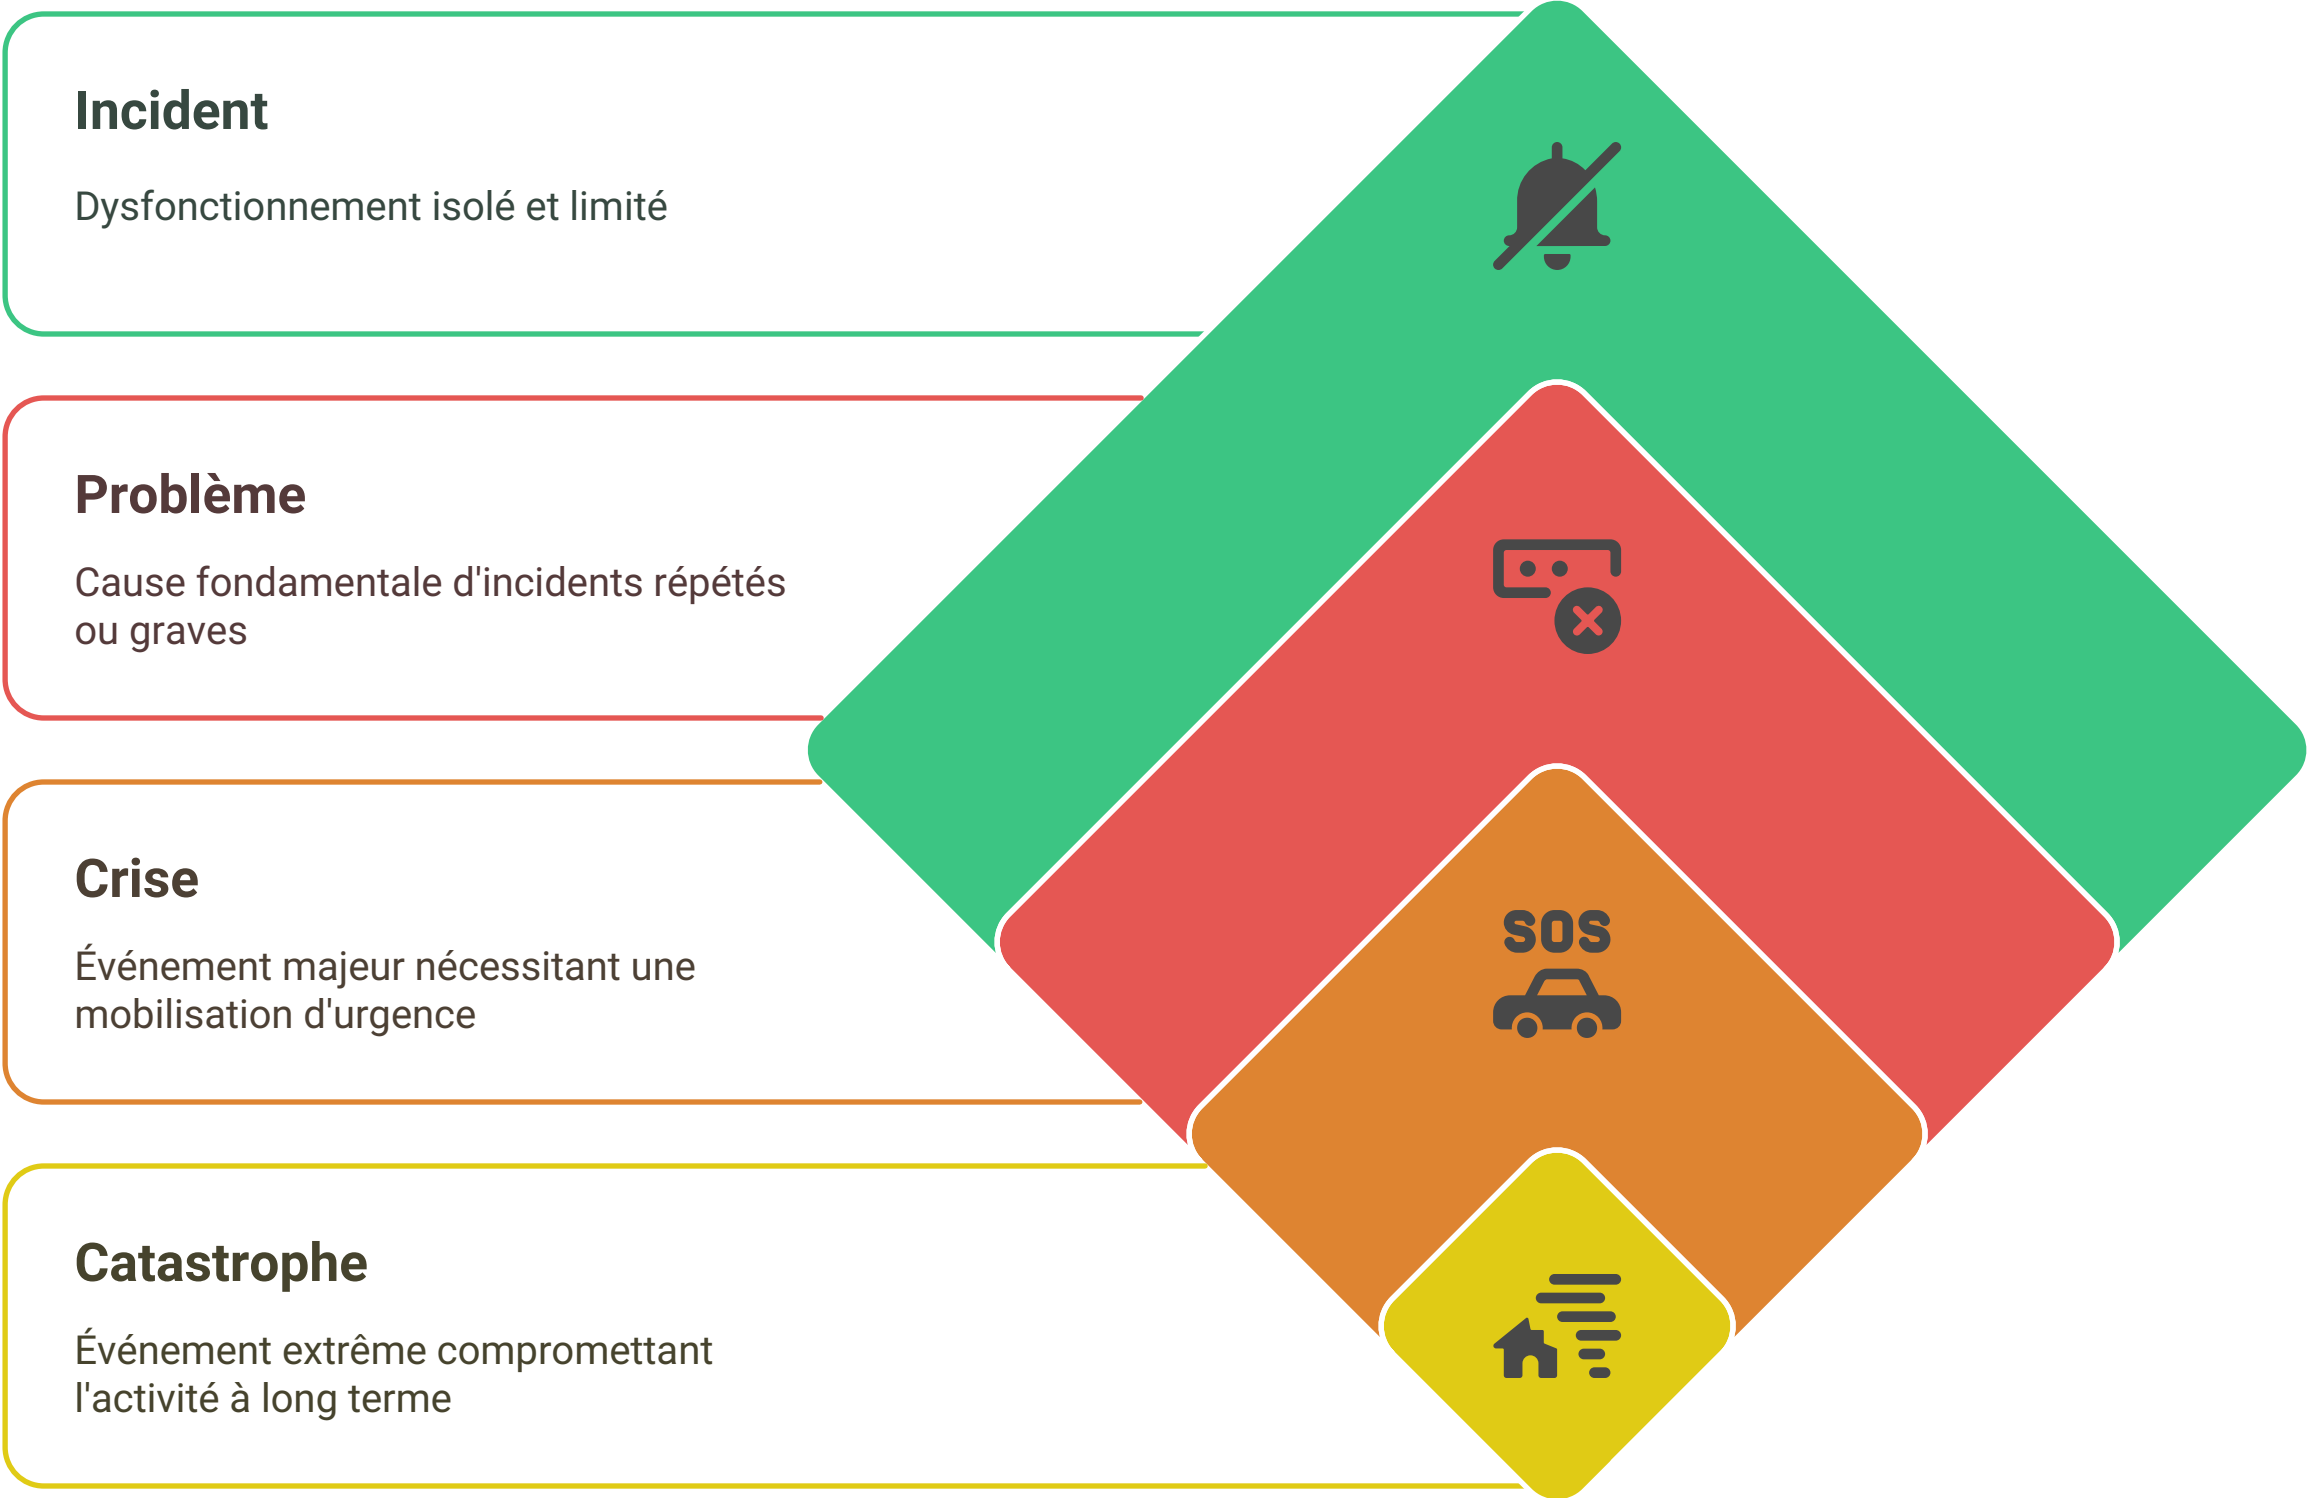 Incident
Dysfonctionnement isolé et limité
Problème
Cause fondamentale d'incidents répétés
ou graves
Crise
Événement majeur nécessitant une
mobilisation d'urgence
SOS
Catastrophe
Événement extrême compromettant
l'activité à long terme